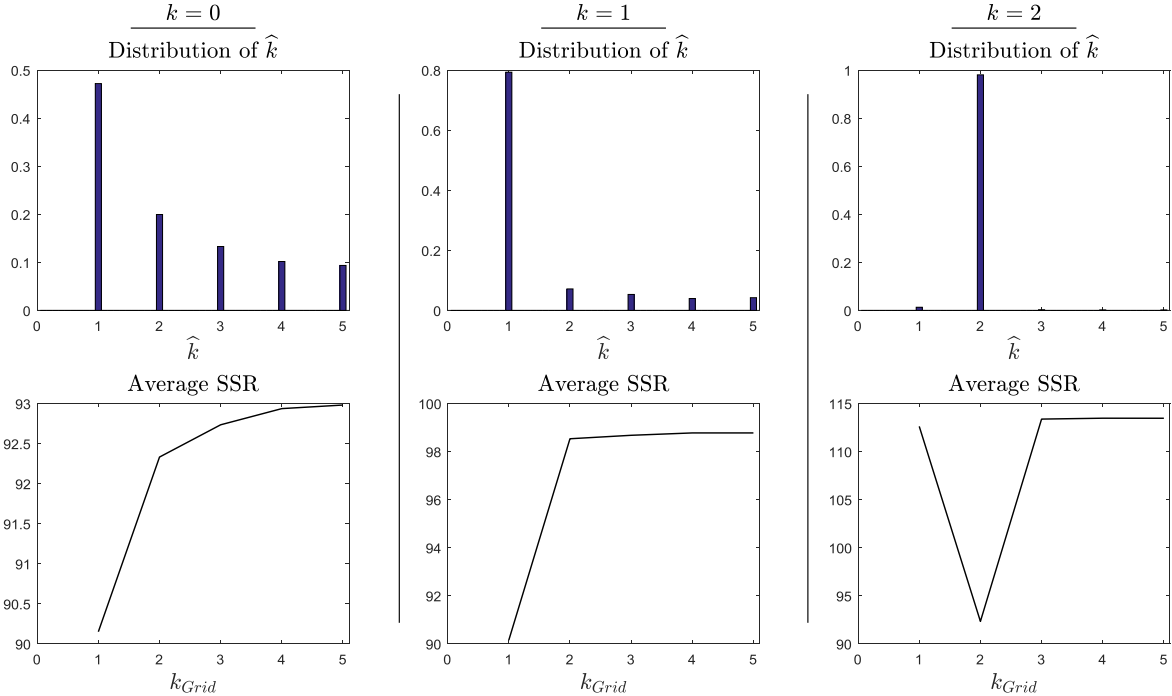 k = 0
Distribution of k̂
0.5
0.4
0.3
0.2
0.1
0
0 1 2 3 4 5
k̂
Average SSR
93
92.5
92
91.5
91
90.5
90
0 1 2 3 4 5
k_Grid
k = 1
Distribution of k̂
0.8
0.6
0.4
0.2
0
0 1 2 3 4 5
k̂
Average SSR
100
98
96
94
92
90
0 1 2 3 4 5
k_Grid
k = 2
Distribution of k̂
1
0.8
0.6
0.4
0.2
0
0 1 2 3 4 5
k̂
Average SSR
115
110
105
100
95
90
0 1 2 3 4 5
k_Grid